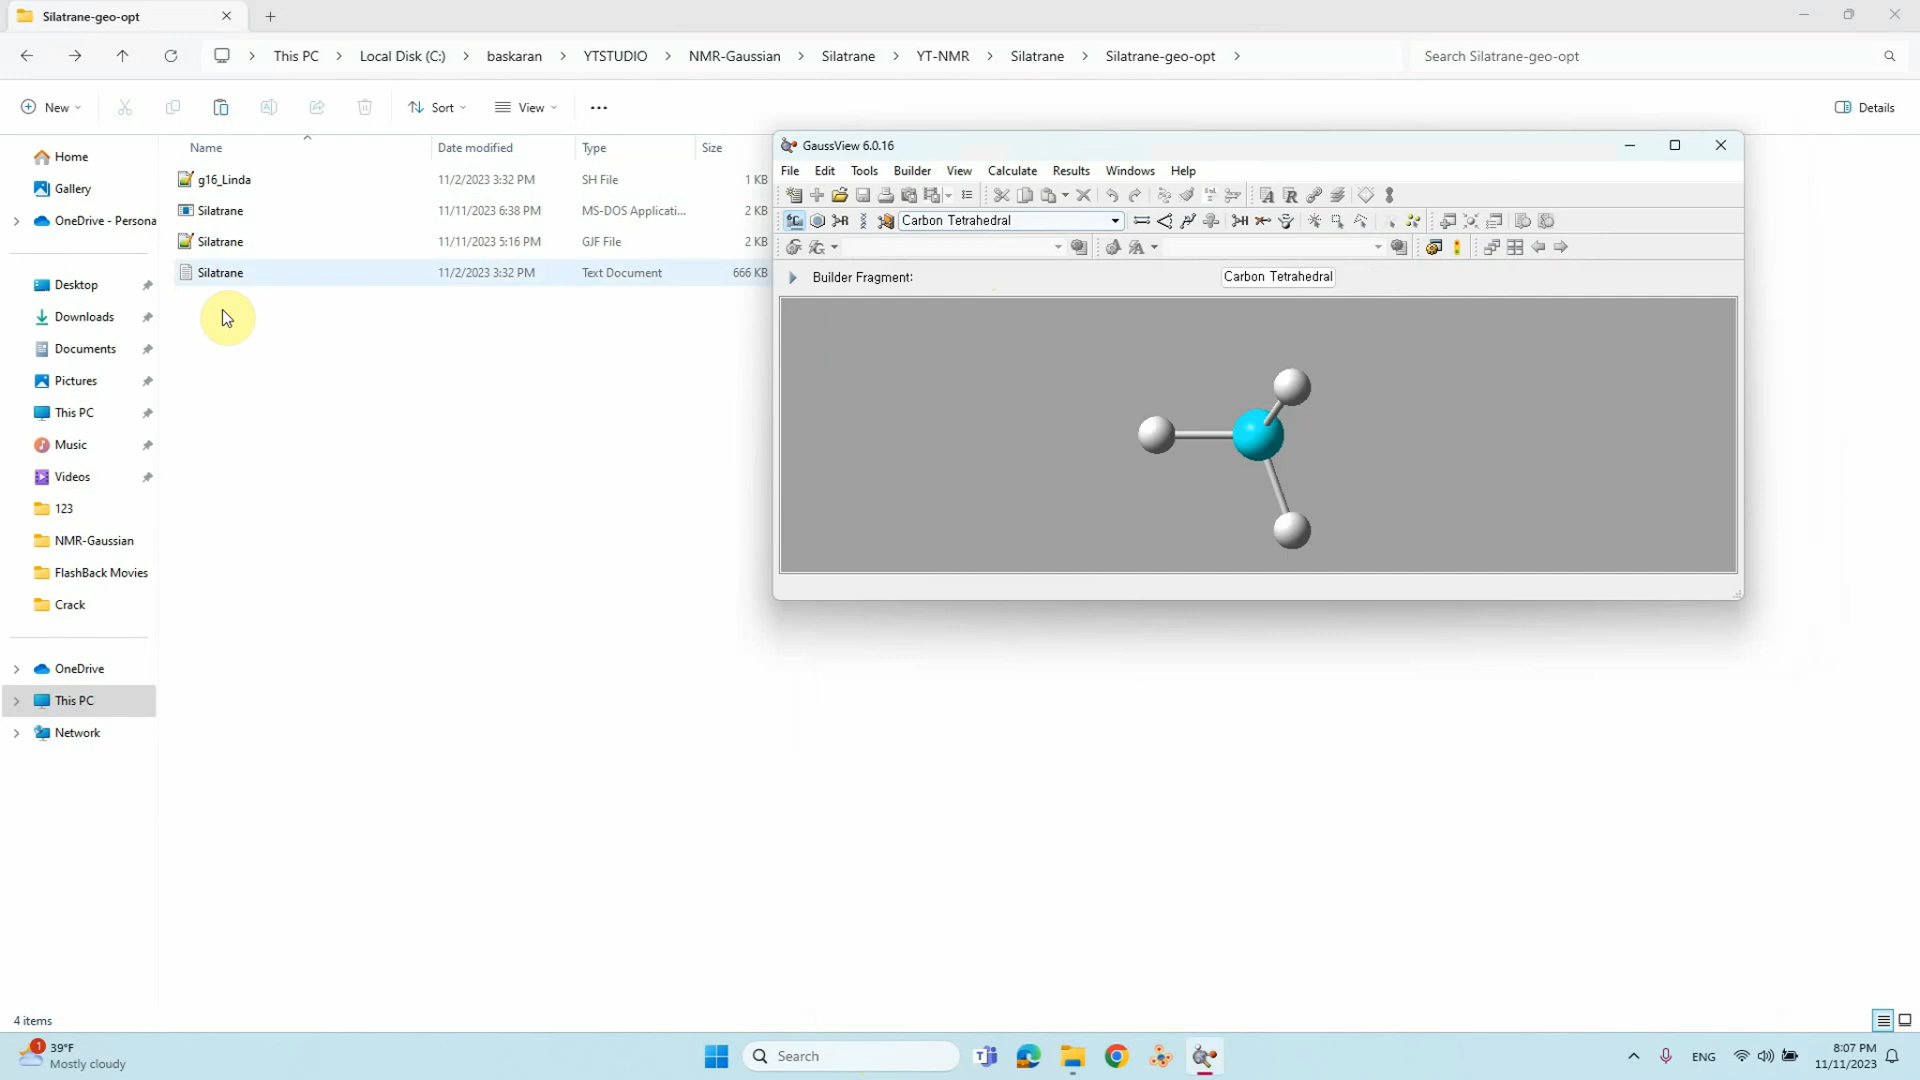 Silatrane-geo-opt
This PC > Local Disk (C:) > baskaran > YTSTUDIO > NMR-Gaussian > Silatrane > YT-NMR > Silatrane > Silatrane-geo-opt >
Search Silatrane-geo-opt
New
Sort
View
Details
Home
Gallery
OneDrive - Persona
Desktop
Downloads
Documents
Pictures
This PC
Music
Videos
123
NMR-Gaussian
FlashBack Movies
Crack
OneDrive
This PC
Network
Name Date modified Type Size
g16_Linda 11/2/2023 3:32 PM SH File 1 KB
Silatrane 11/11/2023 6:38 PM MS-DOS Applicati... 2 KB
Silatrane 11/11/2023 5:16 PM GJF File 2 KB
Silatrane 11/2/2023 3:32 PM Text Document 666 KB
GaussView 6.0.16
File Edit Tools Builder View Calculate Results Windows Help
Carbon Tetrahedral
Builder Fragment: Carbon Tetrahedral
4 items
1
39°F
Mostly cloudy
Search
ENG
8:07 PM
11/11/2023